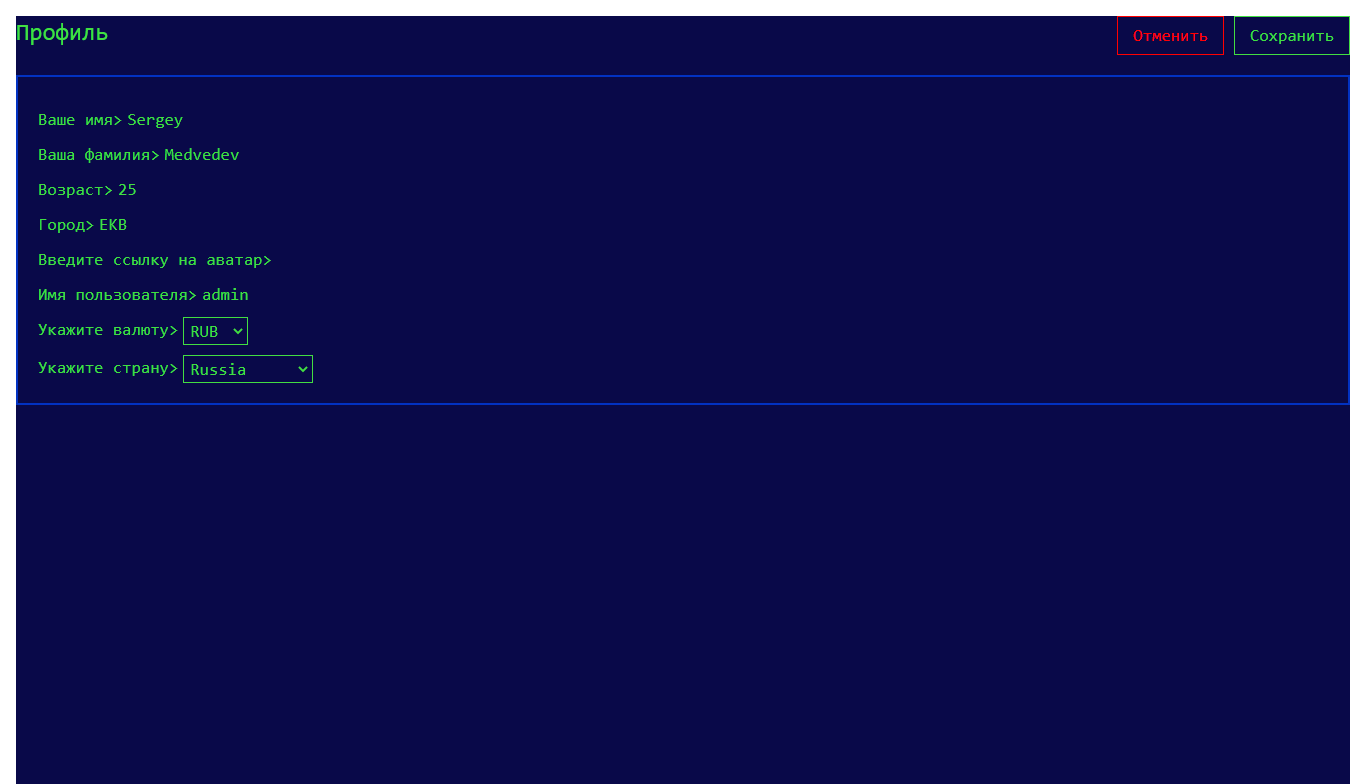 Профиль
Отменить
Сохранить
Ваше имя> Sergey
Ваша фамилия> Medvedev
Возраст> 25
Город> EKB
Введите ссылку на аватар>
Имя пользователя> admin
Укажите валюту> RUB
Укажите страну> Russia